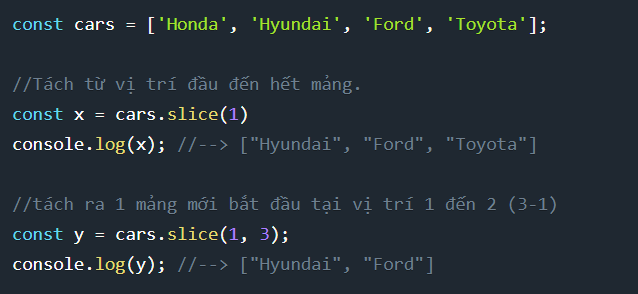 const cars = ['Honda', 'Hyundai', 'Ford', 'Toyota'];
//Tách từ vị trí đầu đến hết mảng.
const x = cars.slice(1)
console.log(x); //--> ["Hyundai", "Ford", "Toyota"]
//tách ra 1 mảng mới bắt đầu tại vị trí 1 đến 2 (3-1)
const y = cars.slice(1, 3);
console.log(y); //--> ["Hyundai", "Ford"]